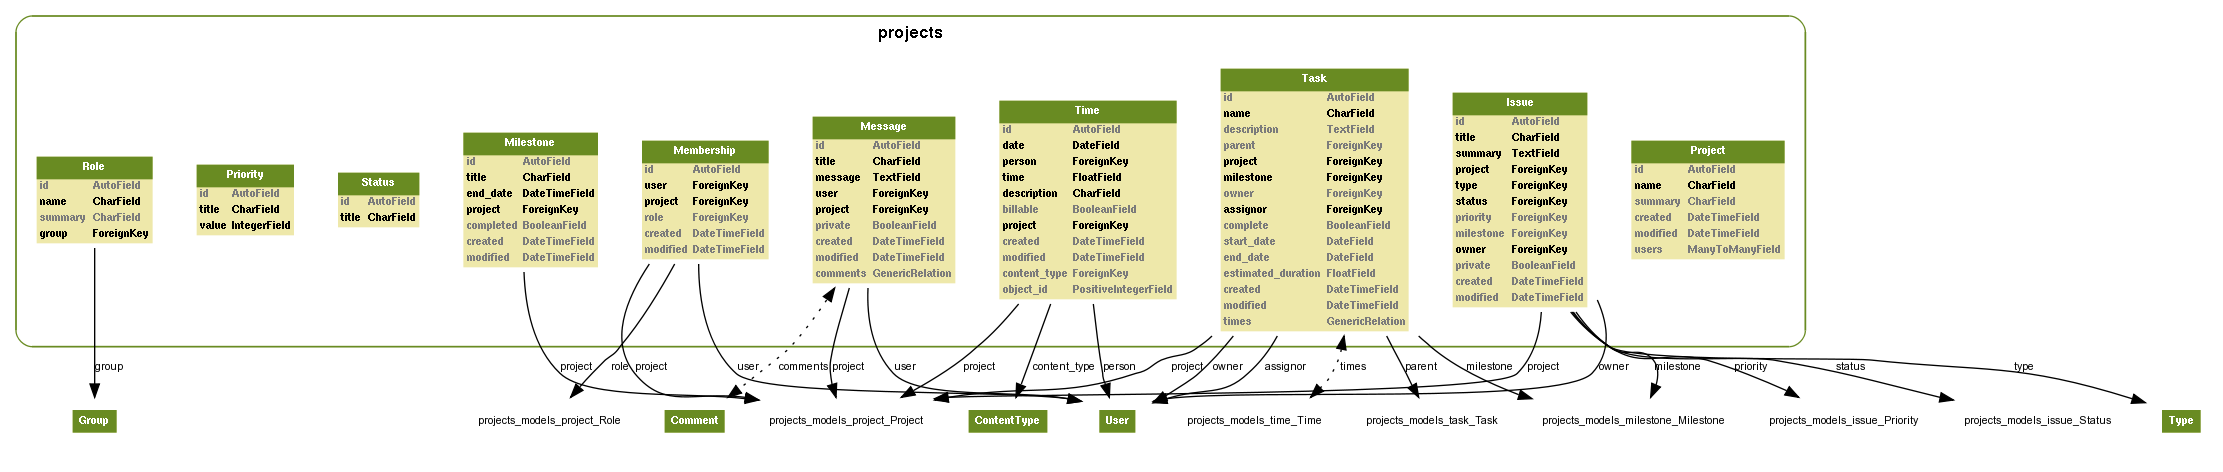 projects
Role
id AutoField
name CharField
summary CharField
group ForeignKey
Priority
id AutoField
title CharField
value IntegerField
Status
id AutoField
title CharField
Milestone
id AutoField
title CharField
end_date DateTimeField
project ForeignKey
completed BooleanField
created DateTimeField
modified DateTimeField
Membership
id AutoField
user ForeignKey
project ForeignKey
role ForeignKey
created DateTimeField
modified DateTimeField
Message
id AutoField
title CharField
message TextField
user ForeignKey
project ForeignKey
private BooleanField
created DateTimeField
modified DateTimeField
comments GenericRelation
Time
id AutoField
date DateField
person ForeignKey
time FloatField
description CharField
billable BooleanField
project ForeignKey
created DateTimeField
modified DateTimeField
content_type ForeignKey
object_id PositiveIntegerField
Task
id AutoField
name CharField
description TextField
parent ForeignKey
project ForeignKey
milestone ForeignKey
owner ForeignKey
assignor ForeignKey
complete BooleanField
start_date DateField
end_date DateField
estimated_duration FloatField
created DateTimeField
modified DateTimeField
times GenericRelation
Issue
id AutoField
title CharField
summary TextField
project ForeignKey
type ForeignKey
status ForeignKey
priority ForeignKey
milestone ForeignKey
owner ForeignKey
private BooleanField
created DateTimeField
modified DateTimeField
Project
id AutoField
name CharField
summary CharField
created DateTimeField
modified DateTimeField
users ManyToManyField
group project role project user comments project user project content_type person project owner assignor times parent milestone project owner milestone priority status type
Group projects_models_project_Role Comment projects_models_project_Project ContentType User projects_models_time_Time projects_models_task_Task projects_models_milestone_Milestone projects_models_issue_Priority projects_models_issue_Status Type